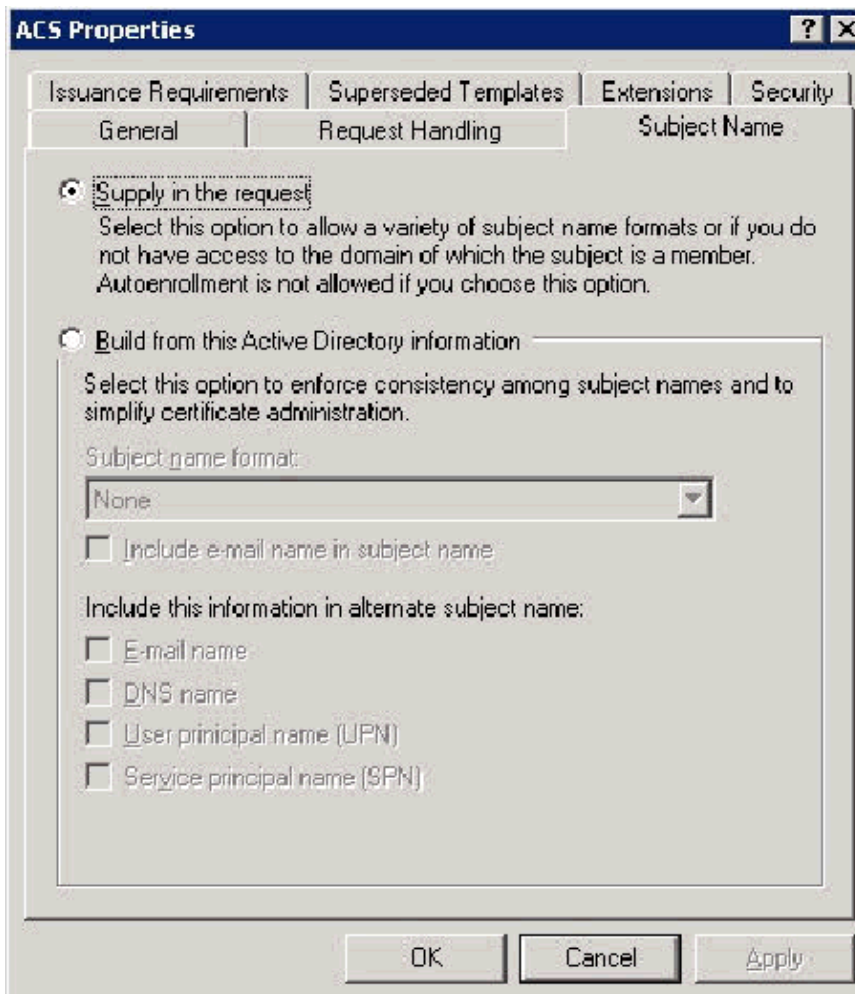 ACS Properties
Issuance Requirements
Superseded Templates
Extensions
Security
General
Request Handling
Subject Name
Supply in the request
Select this option to allow a variety of subject name formats or if you do
not have access to the domain of which the subject is a member.
Autoenrollment is not allowed if you choose this option.
Build from this Active Directory information
Select this option to enforce consistency among subject names and to
simplify certificate administration.
Subject name format:
None
Include e-mail name in subject name
Include this information in alternate subject name:
E-mail name
DNS name
User prinicipal name (UPN)
Service principal name (SPN)
OK
Cancel
Apply